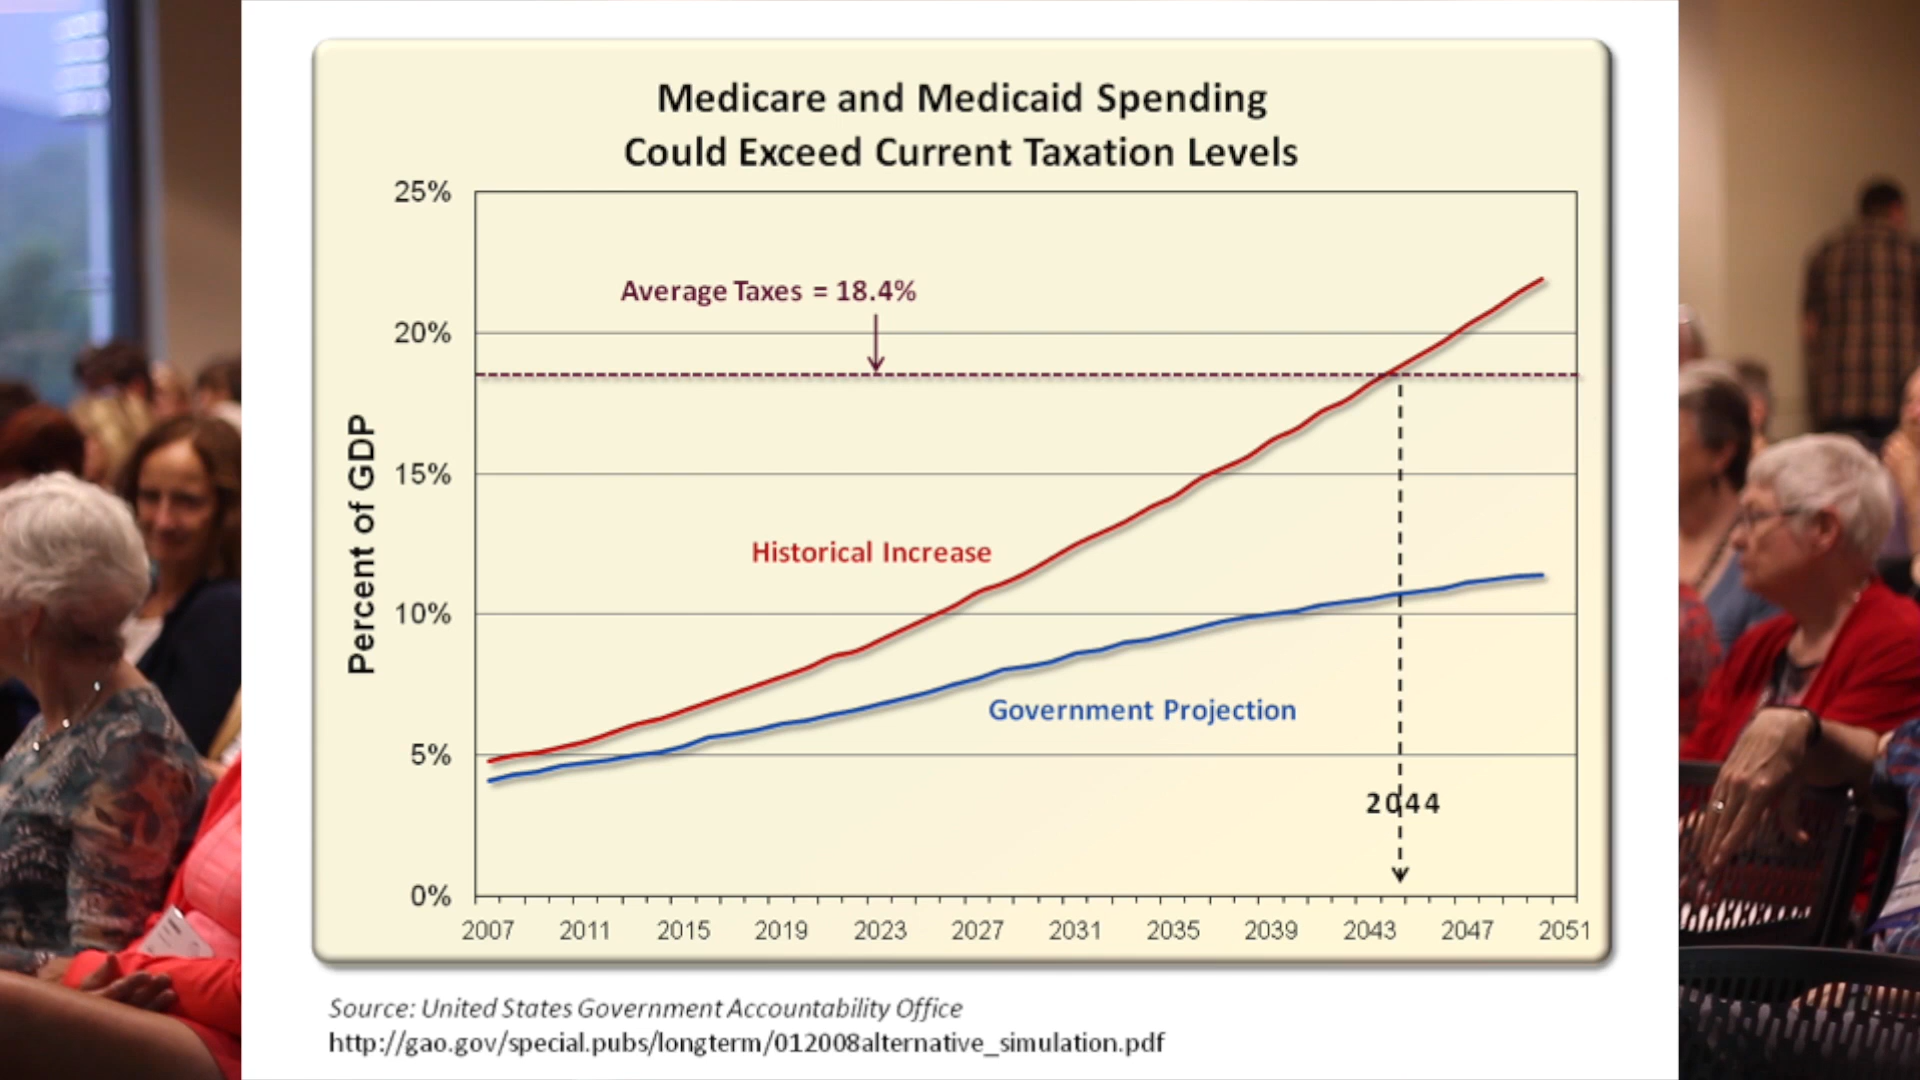 Medicare and Medicaid Spending
Could Exceed Current Taxation Levels
25%
Average Taxes = 18.4%
20%
15%
Historical Increase
10%
Government Projection
5%
2044
0%
Percent of GDP
2007 2011 2015 2019 2023 2027 2031 2035 2039 2043 2047 2051
Source: United States Government Accountability Office
http://gao.gov/special.pubs/longterm/012008alternative_simulation.pdf